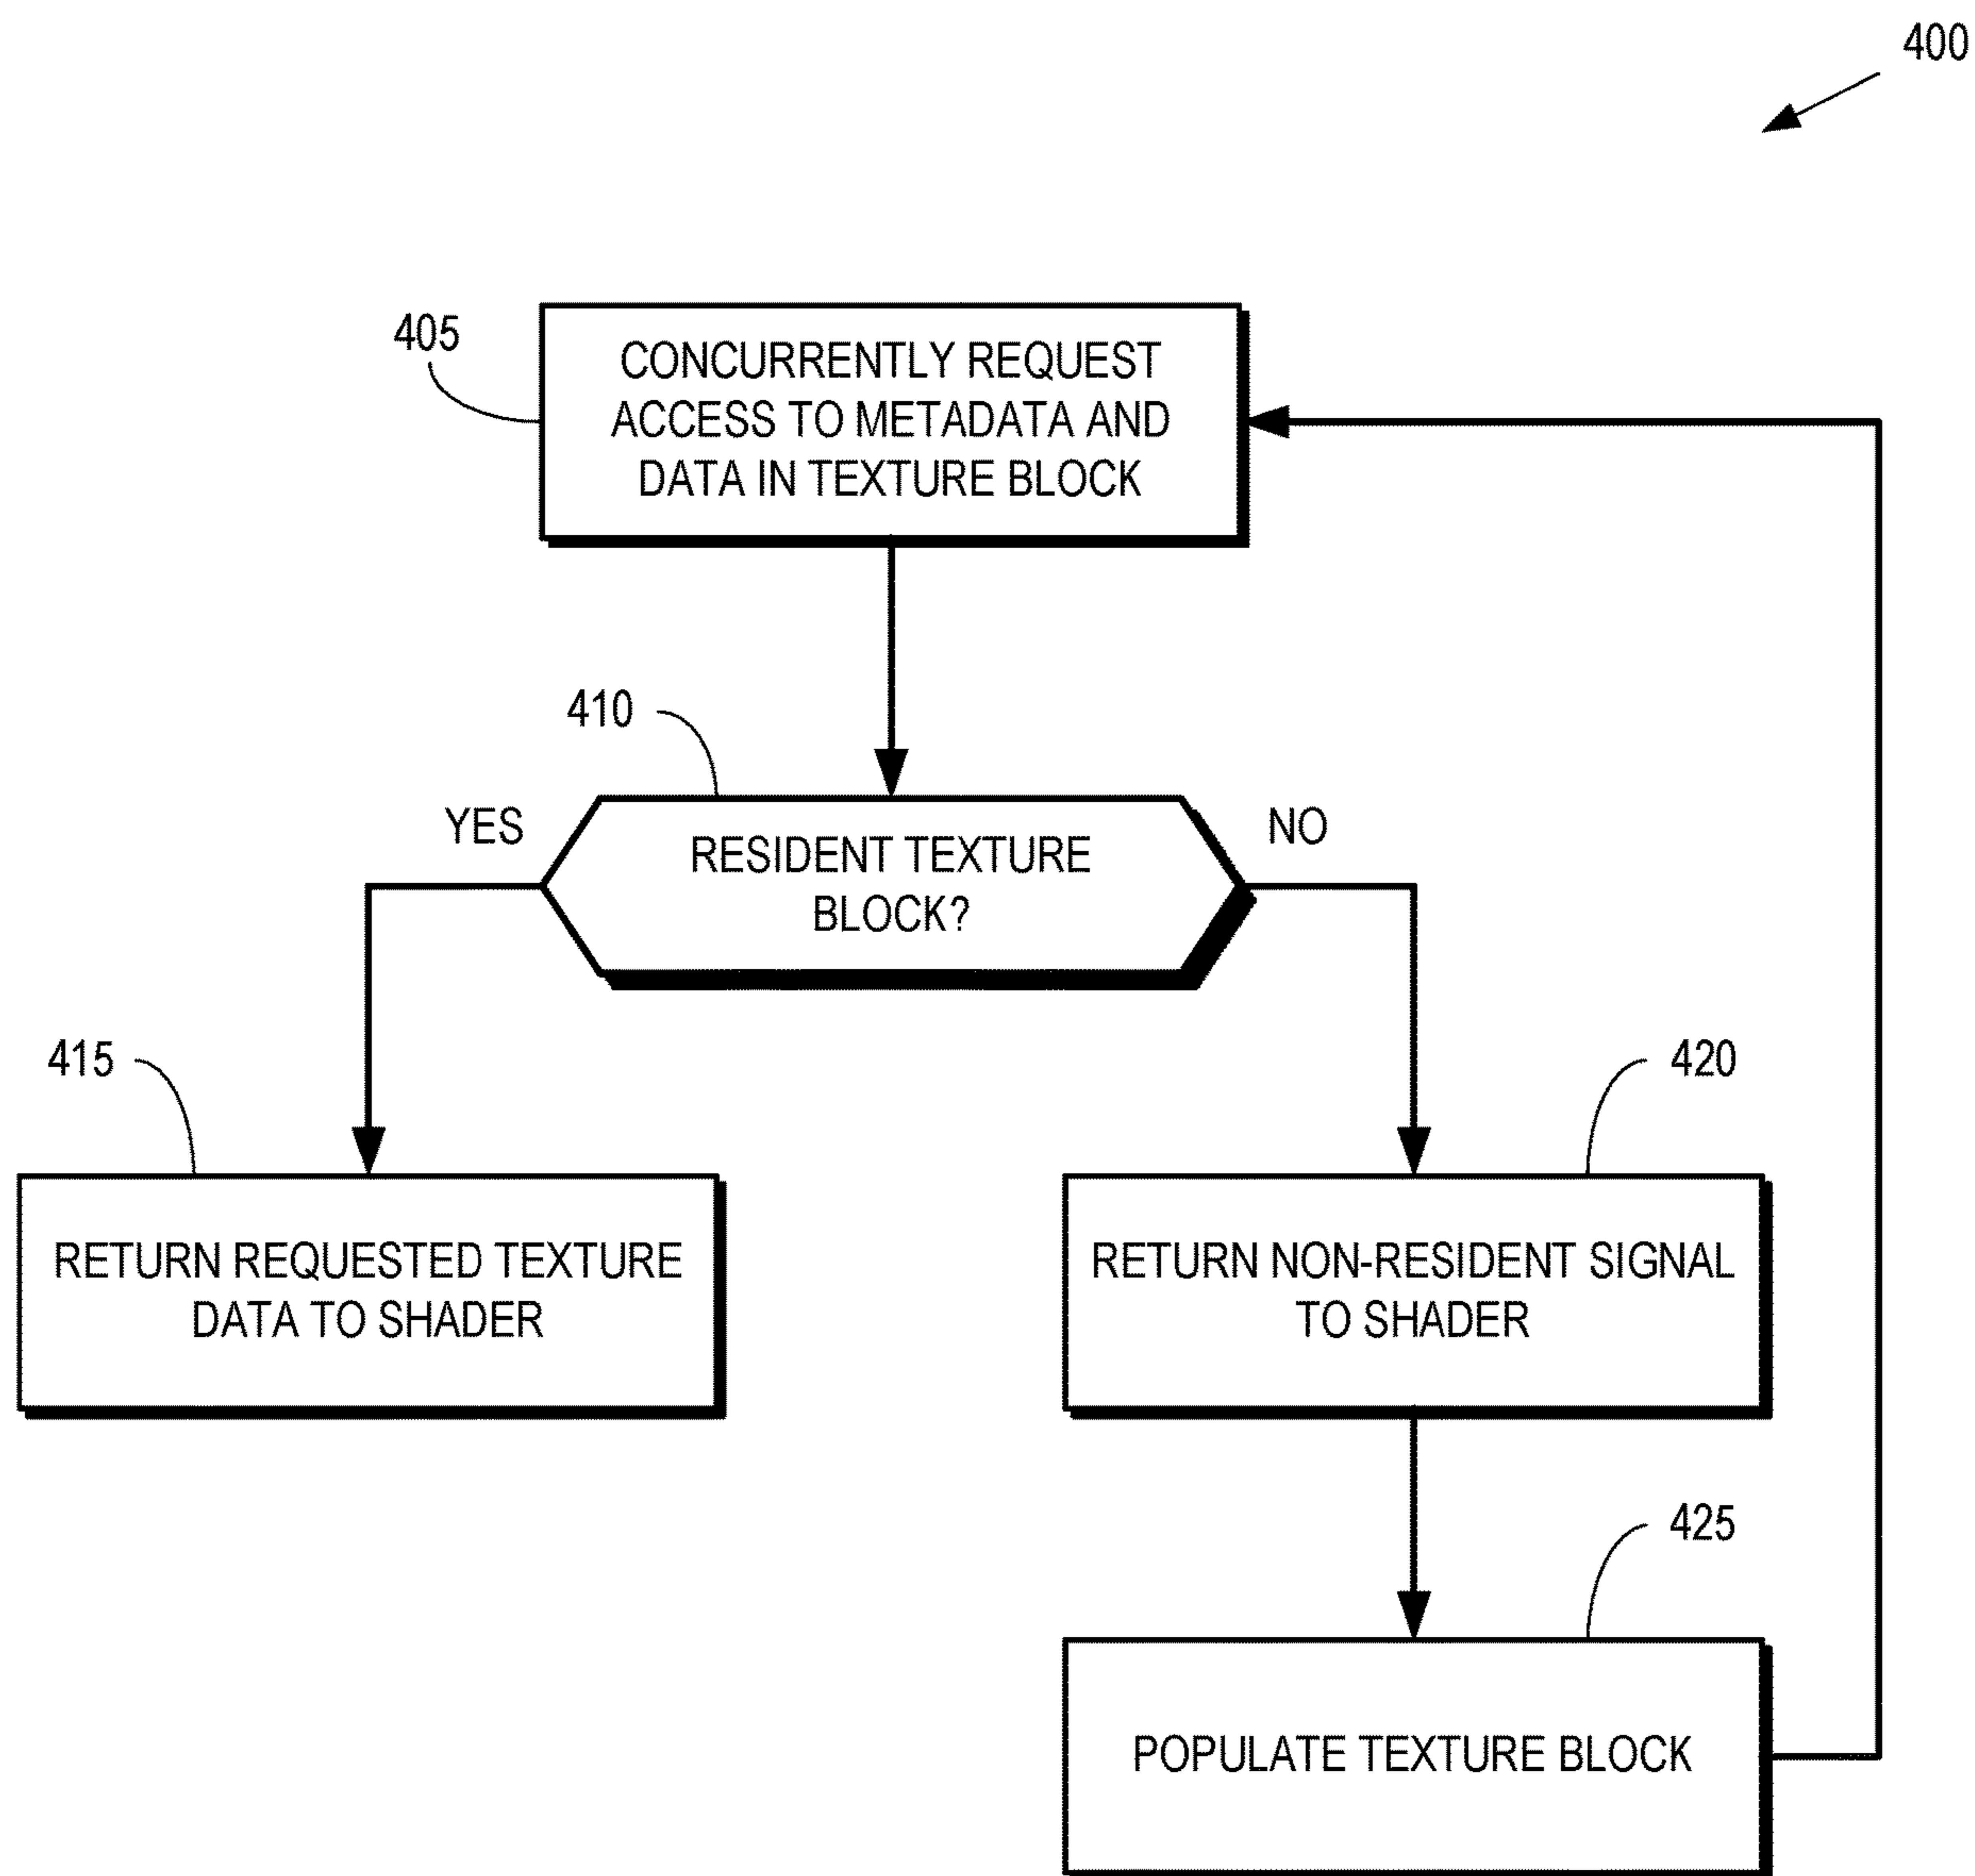 400
405
CONCURRENTLY REQUEST
ACCESS TO METADATA AND
DATA IN TEXTURE BLOCK
410
YES
NO
RESIDENT TEXTURE
BLOCK?
415
420
RETURN REQUESTED TEXTURE
DATA TO SHADER
RETURN NON-RESIDENT SIGNAL
TO SHADER
425
POPULATE TEXTURE BLOCK